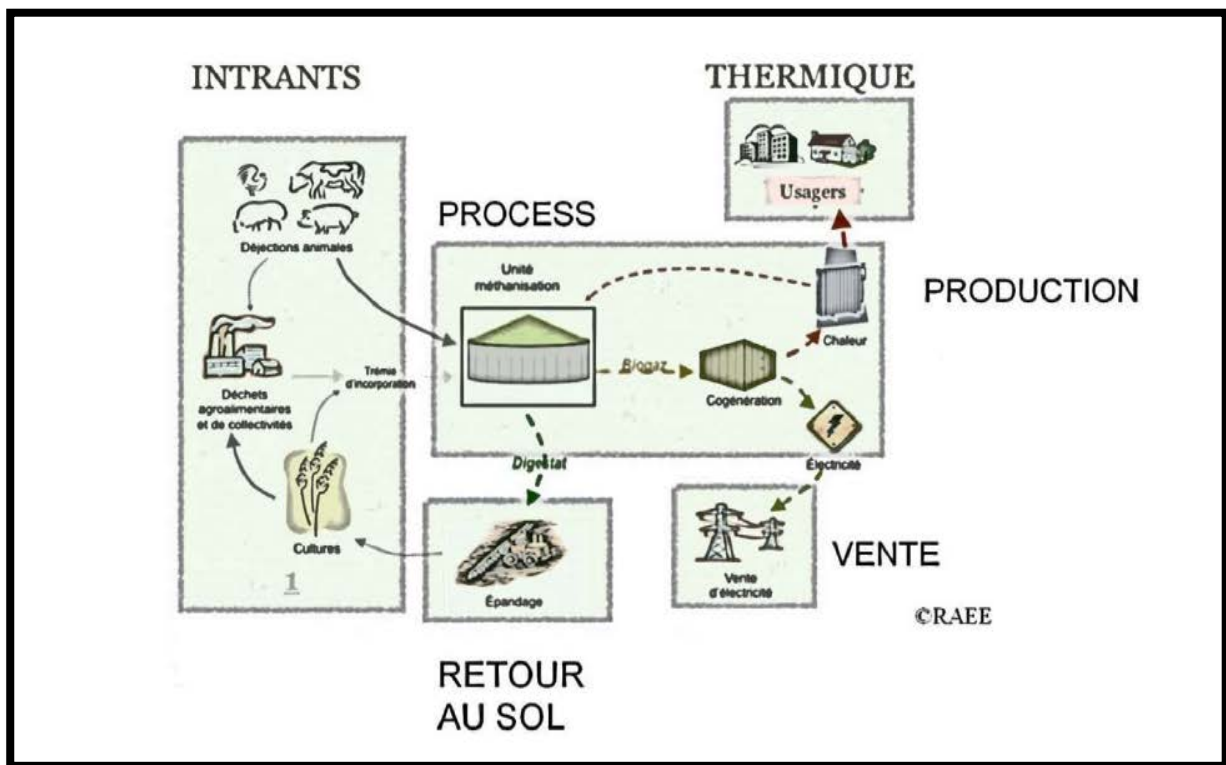 INTRANTS
THERMIQUE
Usagers
PROCESS
Déjections animales
Unité
méthanisation
PRODUCTION
Chaleur
Biogaz
Trémie
d'incorporation
Cogénération
Déchets
agroalimentaires
et de collectivités
Digestat
Électricité
Cultures
VENTE
Vente
d'électricité
1
Épandage
©RAEE
RETOUR
AU SOL